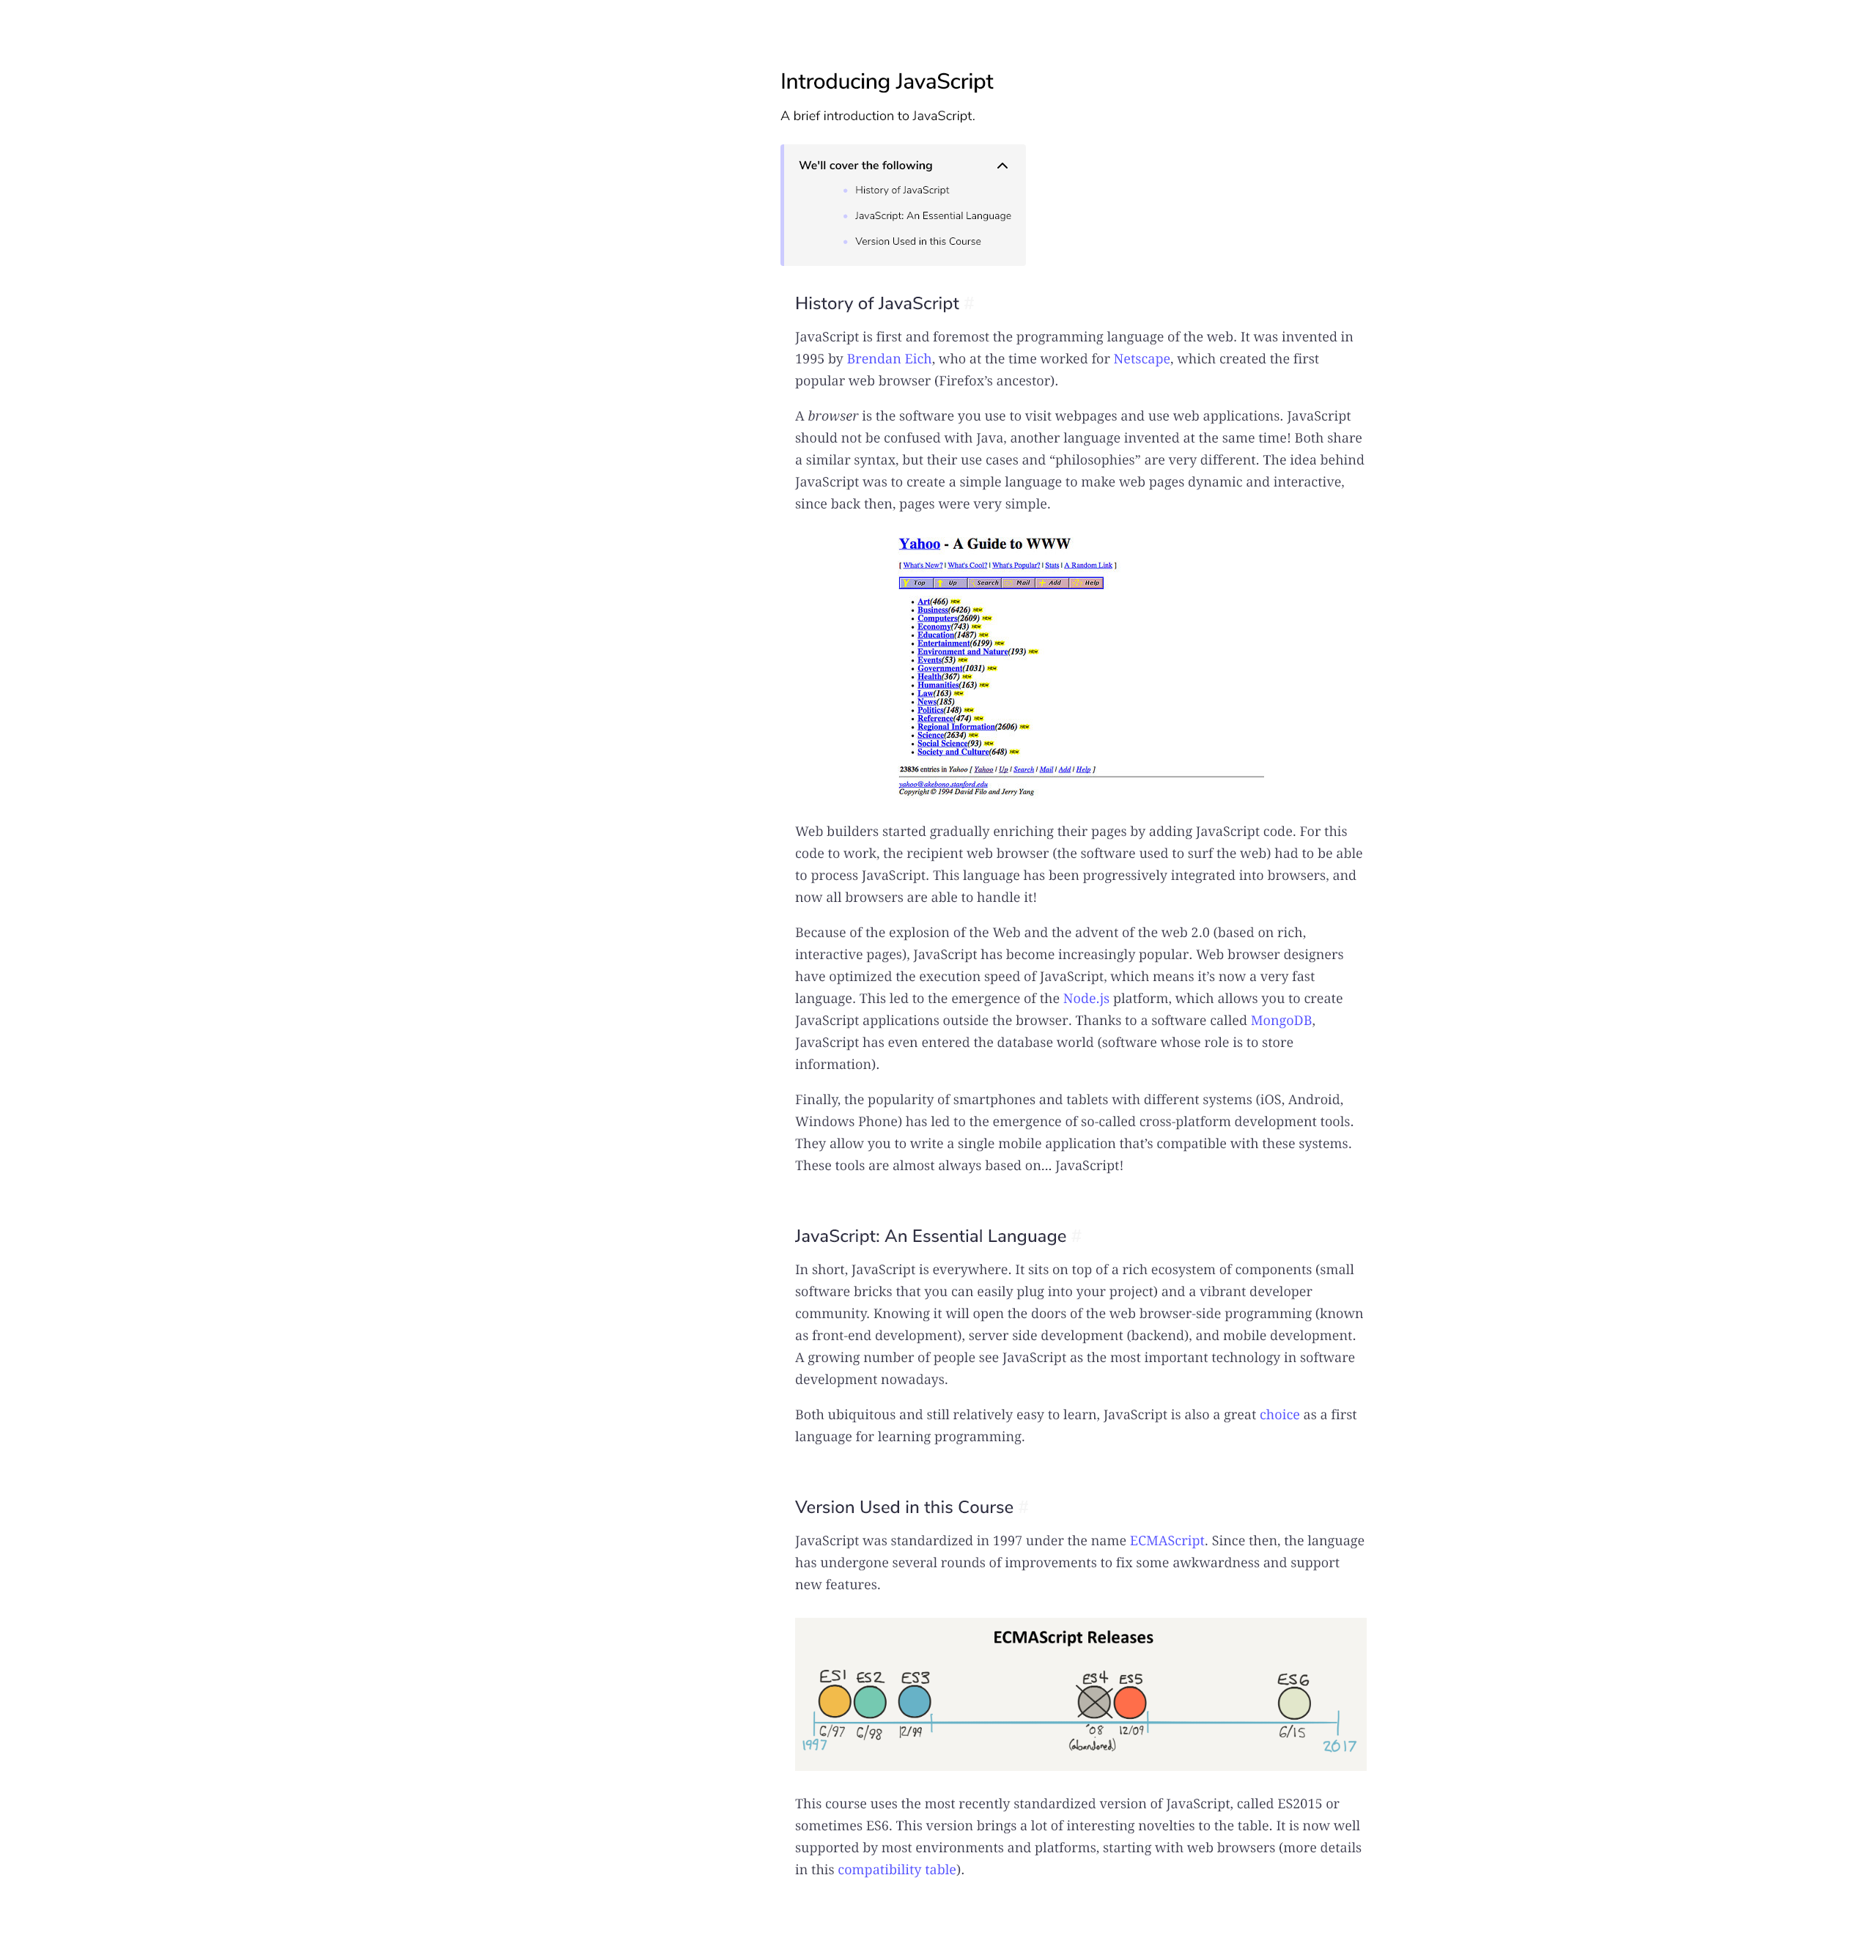 Introducing JavaScript
A brief introduction to JavaScript.
We'll cover the following
History of JavaScript
JavaScript: An Essential Language
Version Used in this Course
History of JavaScript #
JavaScript is first and foremost the programming language of the web. It was invented in
1995 by Brendan Eich, who at the time worked for Netscape, which created the first
popular web browser (Firefox’s ancestor).
A browser is the software you use to visit webpages and use web applications. JavaScript
should not be confused with Java, another language invented at the same time! Both share
a similar syntax, but their use cases and “philosophies” are very different. The idea behind
JavaScript was to create a simple language to make web pages dynamic and interactive,
since back then, pages were very simple.
Yahoo - A Guide to WWW
[ What's New? | What's Cool? | What's Popular? | Stats | A Random Link ]
Top Up Search Mail Add Help
Art(466) NEW
Business(6426) NEW
Computers(2609) NEW
Economy(743) NEW
Education(1487) NEW
Entertainment(6199) NEW
Environment and Nature(193) NEW
Events(53) NEW
Government(1031) NEW
Health(367) NEW
Humanities(163) NEW
Law(163) NEW
News(185)
Politics(148) NEW
Reference(474) NEW
Regional Information(2606) NEW
Science(2634) NEW
Social Science(93) NEW
Society and Culture(648) NEW
23836 entries in Yahoo [ Yahoo | Up | Search | Mail | Add | Help ]
yahoo@akebono.stanford.edu
Copyright © 1994 David Filo and Jerry Yang
Web builders started gradually enriching their pages by adding JavaScript code. For this
code to work, the recipient web browser (the software used to surf the web) had to be able
to process JavaScript. This language has been progressively integrated into browsers, and
now all browsers are able to handle it!
Because of the explosion of the Web and the advent of the web 2.0 (based on rich,
interactive pages), JavaScript has become increasingly popular. Web browser designers
have optimized the execution speed of JavaScript, which means it’s now a very fast
language. This led to the emergence of the Node.js platform, which allows you to create
JavaScript applications outside the browser. Thanks to a software called MongoDB,
JavaScript has even entered the database world (software whose role is to store
information).
Finally, the popularity of smartphones and tablets with different systems (iOS, Android,
Windows Phone) has led to the emergence of so-called cross-platform development tools.
They allow you to write a single mobile application that’s compatible with these systems.
These tools are almost always based on... JavaScript!
JavaScript: An Essential Language #
In short, JavaScript is everywhere. It sits on top of a rich ecosystem of components (small
software bricks that you can easily plug into your project) and a vibrant developer
community. Knowing it will open the doors of the web browser-side programming (known
as front-end development), server side development (backend), and mobile development.
A growing number of people see JavaScript as the most important technology in software
development nowadays.
Both ubiquitous and still relatively easy to learn, JavaScript is also a great choice as a first
language for learning programming.
Version Used in this Course #
JavaScript was standardized in 1997 under the name ECMAScript. Since then, the language
has undergone several rounds of improvements to fix some awkwardness and support
new features.
ECMAScript Releases
ES1 ES2 ES3 ES4 ES5 ES6
6/97 6/98 12/99 '08 12/09 6/15
(abandoned)
1997 2017
This course uses the most recently standardized version of JavaScript, called ES2015 or
sometimes ES6. This version brings a lot of interesting novelties to the table. It is now well
supported by most environments and platforms, starting with web browsers (more details
in this compatibility table).